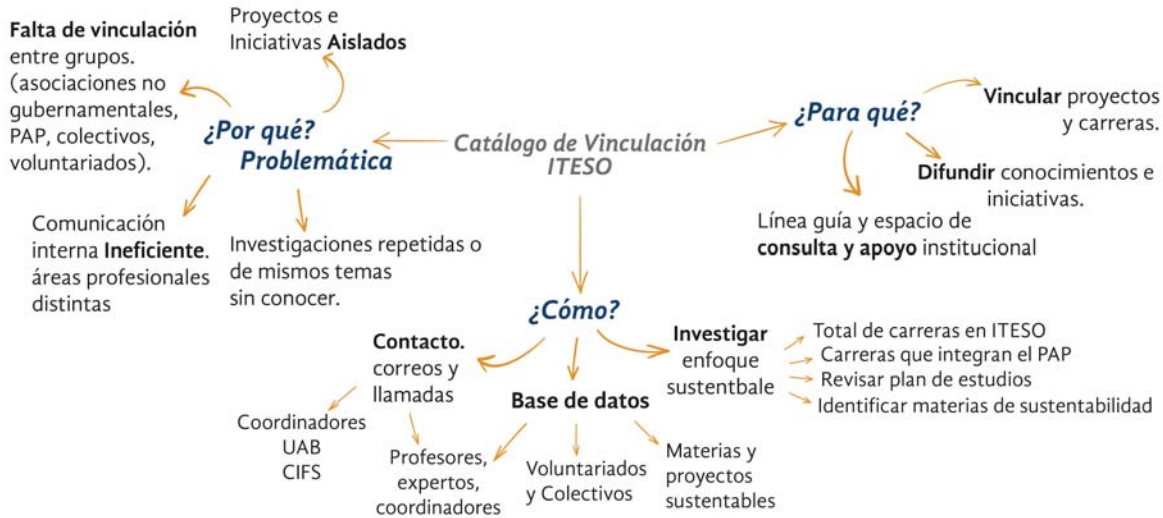 Falta de vinculación
entre grupos.
(asociaciones no
gubernamentales,
PAP, colectivos,
voluntariados).
Proyectos e
Iniciativas Aislados
¿Por qué?
Problemática
Comunicación
interna Ineficiente.
áreas profesionales
distintas
Investigaciones repetidas o
de mismos temas
sin conocer.
Catálogo de Vinculación
ITESO
¿Para qué?
Vincular proyectos
y carreras.
Difundir conocimientos e
iniciativas.
Línea guía y espacio de
consulta y apoyo institucional
¿Cómo?
Contacto.
correos y
llamadas
Coordinadores
UAB
CIFS
Profesores,
expertos,
coordinadores
Base de datos
Voluntariados
y Colectivos
Materias y
proyectos
sustentables
Investigar
enfoque
sustentbale
Total de carreras en ITESO
Carreras que integran el PAP
Revisar plan de estudios
Identificar materias de sustentabilidad